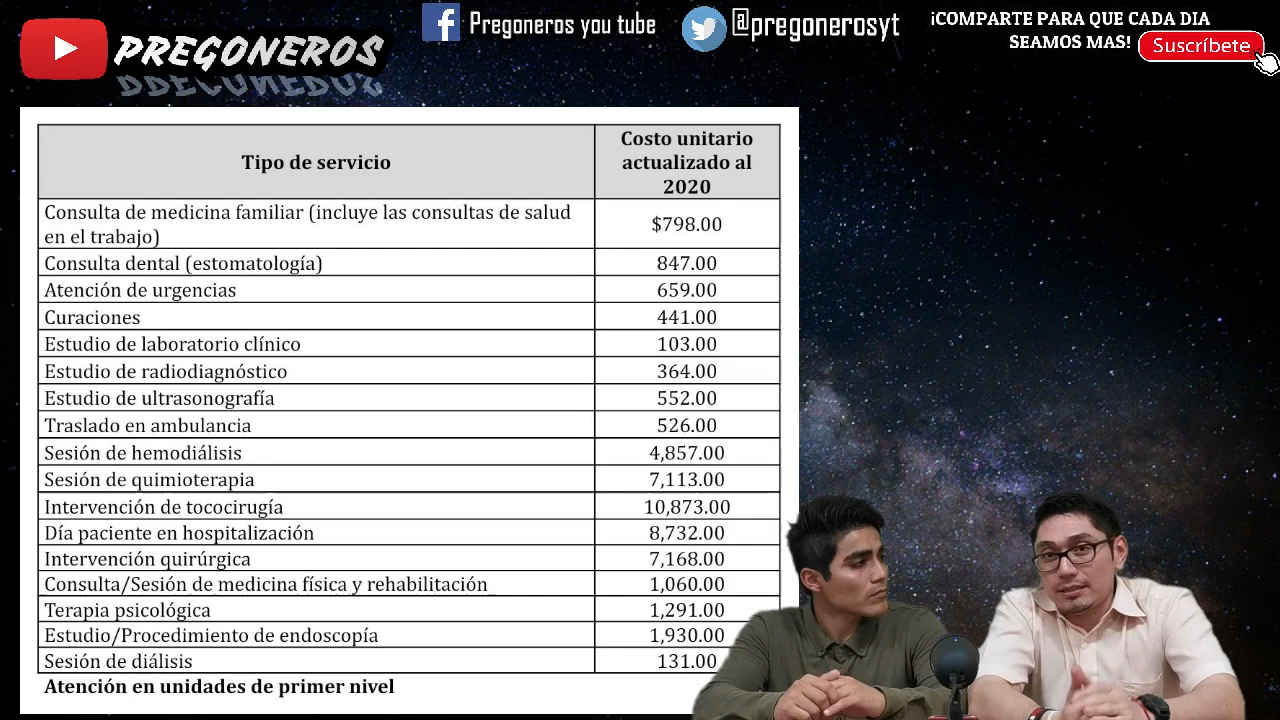 PREGONEROS
Pregoneros you tube
@pregonerosyt
¡COMPARTE PARA QUE CADA DIA
SEAMOS MAS!
Suscríbete
Tipo de servicio
Costo unitario
actualizado al
2020
Consulta de medicina familiar (incluye las consultas de salud
en el trabajo)
$798.00
Consulta dental (estomatología) 847.00
Atención de urgencias 659.00
Curaciones 441.00
Estudio de laboratorio clínico 103.00
Estudio de radiodiagnóstico 364.00
Estudio de ultrasonografía 552.00
Traslado en ambulancia 526.00
Sesión de hemodiálisis 4,857.00
Sesión de quimioterapia 7,113.00
Intervención de tococirugía 10,873.00
Día paciente en hospitalización 8,732.00
Intervención quirúrgica 7,168.00
Consulta/Sesión de medicina física y rehabilitación 1,060.00
Terapia psicológica 1,291.00
Estudio/Procedimiento de endoscopía 1,930.00
Sesión de diálisis 131.00
Atención en unidades de primer nivel